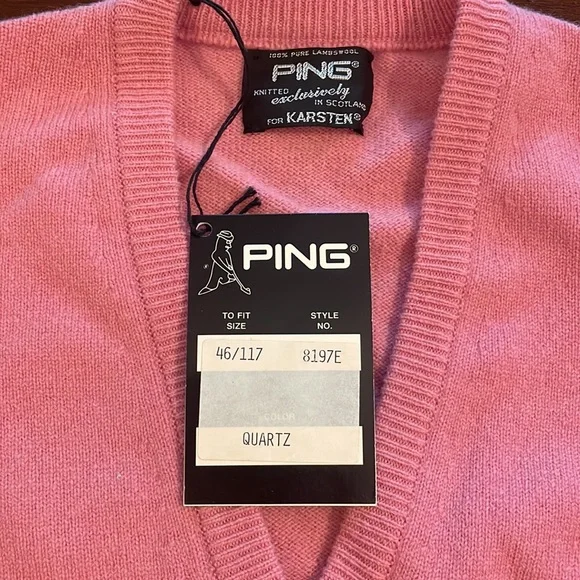 100% PURE LAMBSWOOL
PING®
KNITTED exclusively
IN SCOTLAND
FOR KARSTEN®
PING®
TO FIT SIZE
STYLE NO.
46/117 8197E
COLOR
QUARTZ